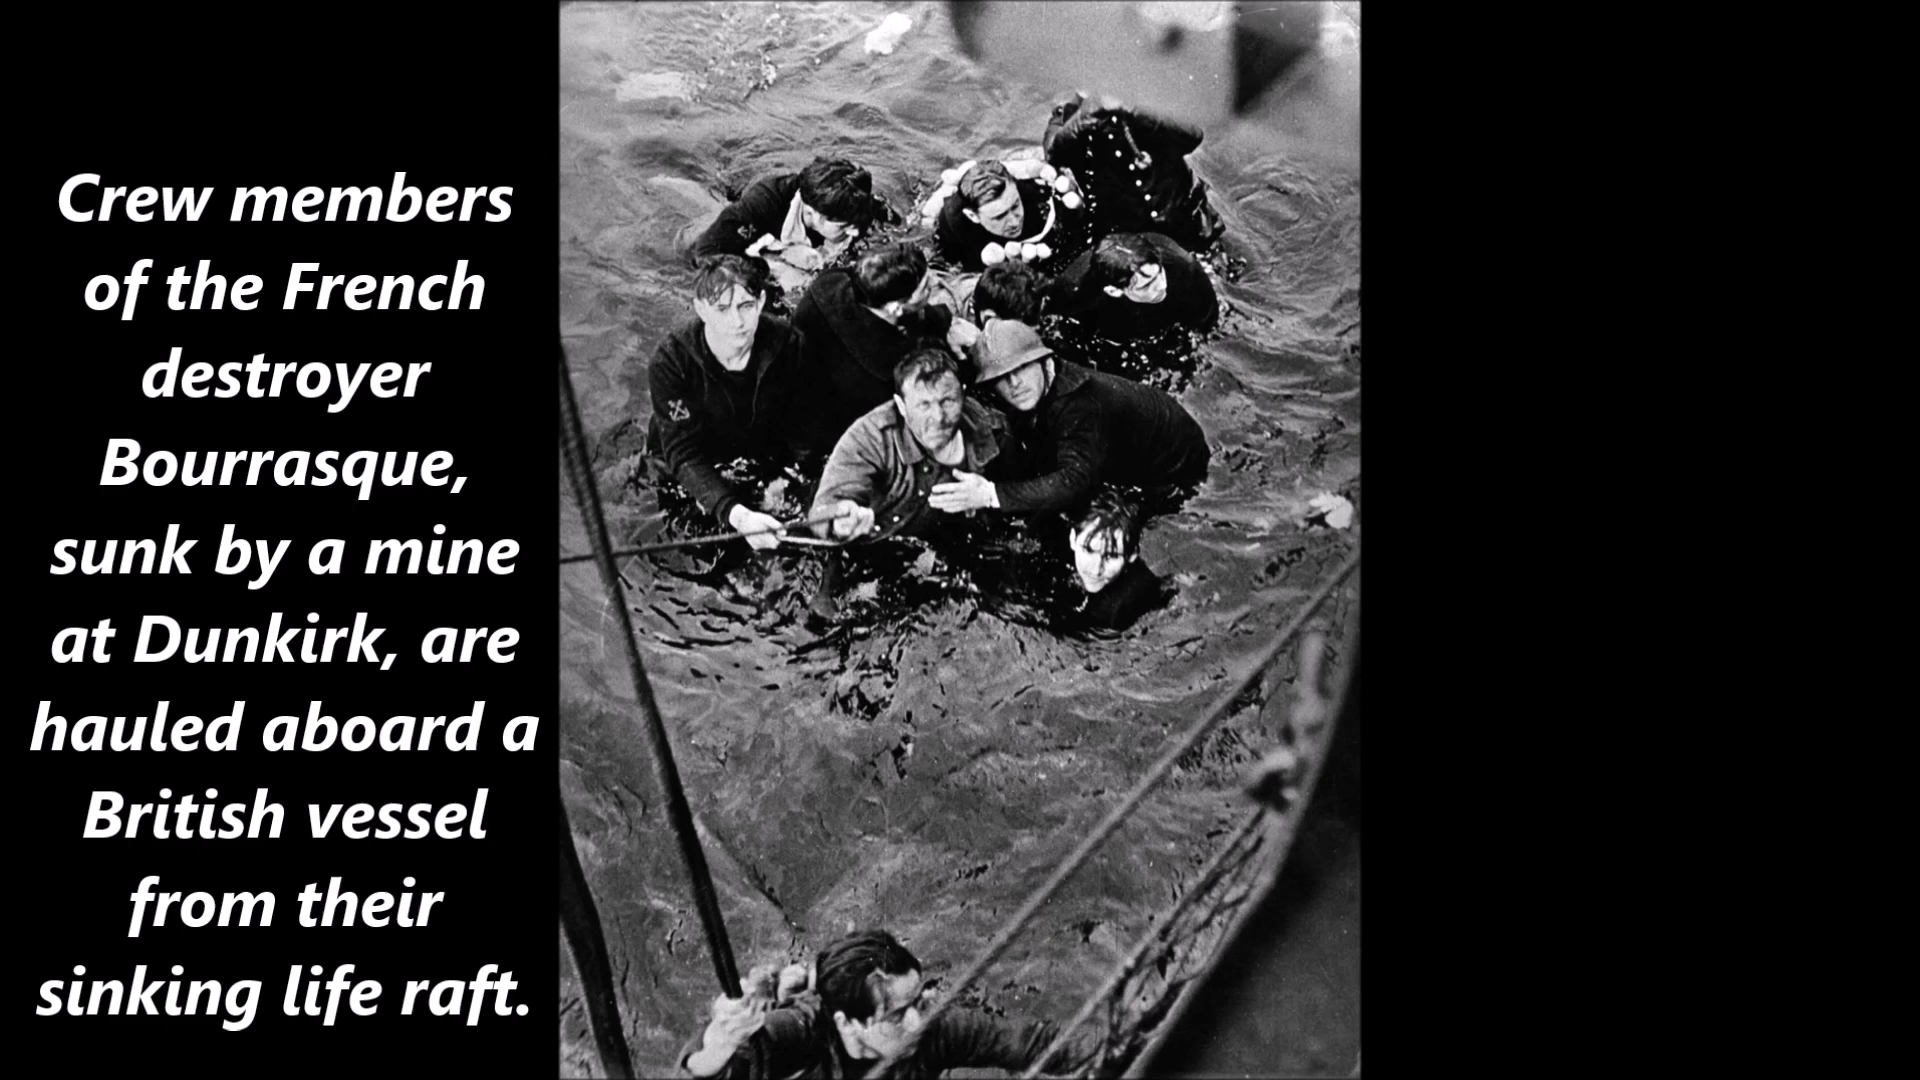 Crew members
of the French
destroyer
Bourrasque,
sunk by a mine
at Dunkirk, are
hauled aboard a
British vessel
from their
sinking life raft.